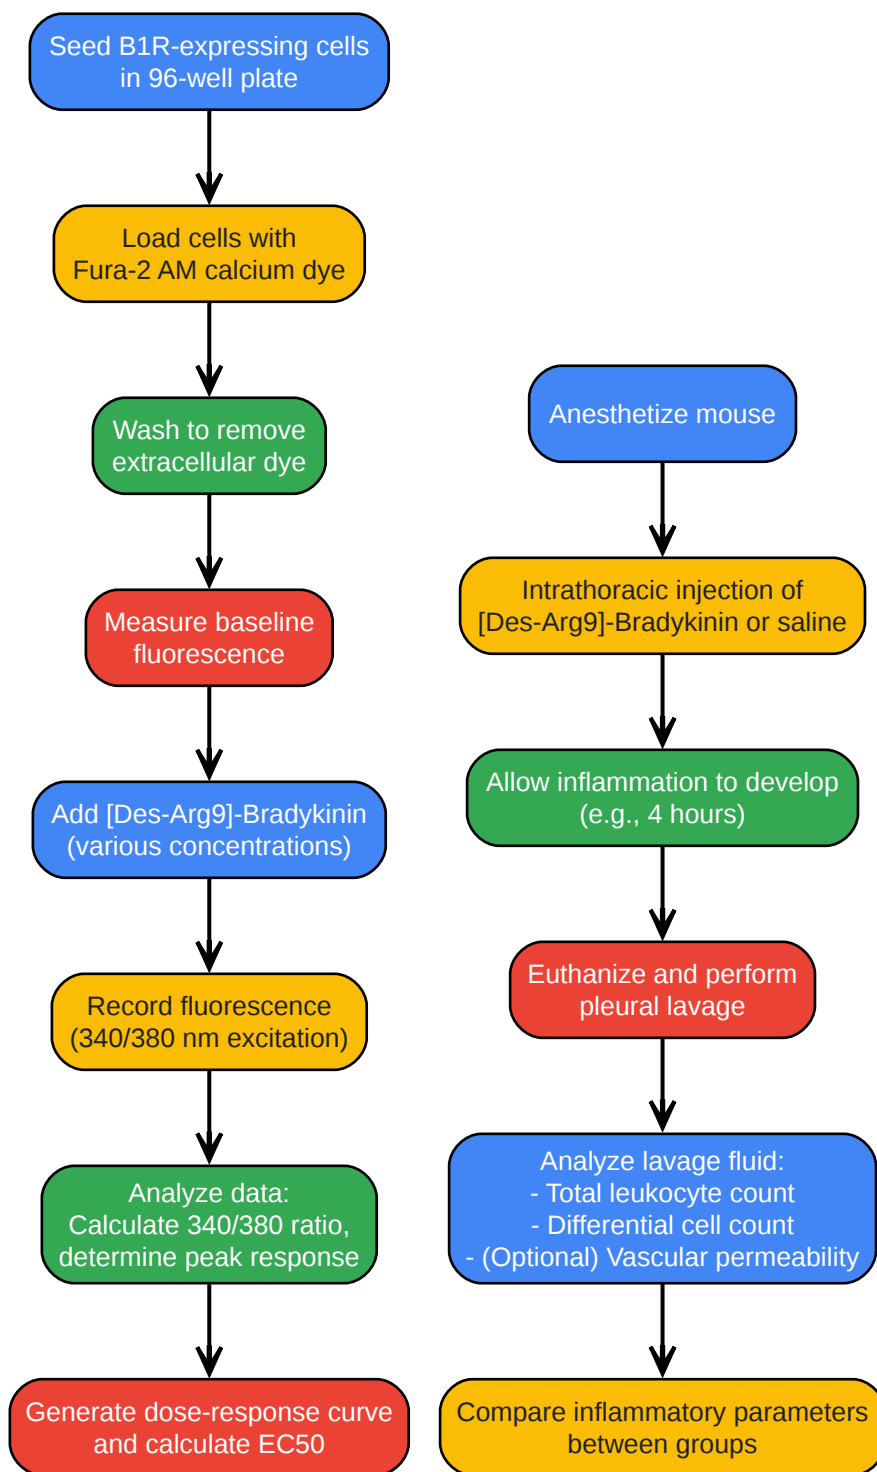 Seed B1R-expressing cells
in 96-well plate
Load cells with
Fura-2 AM calcium dye
Wash to remove
extracellular dye
Measure baseline
fluorescence
Add [Des-Arg9]-Bradykinin
(various concentrations)
Record fluorescence
(340/380 nm excitation)
Analyze data:
Calculate 340/380 ratio,
determine peak response
Generate dose-response curve
and calculate EC50
Anesthetize mouse
Intrathoracic injection of
[Des-Arg9]-Bradykinin or saline
Allow inflammation to develop
(e.g., 4 hours)
Euthanize and perform
pleural lavage
Analyze lavage fluid:
- Total leukocyte count
- Differential cell count
- (Optional) Vascular permeability
Compare inflammatory parameters
between groups